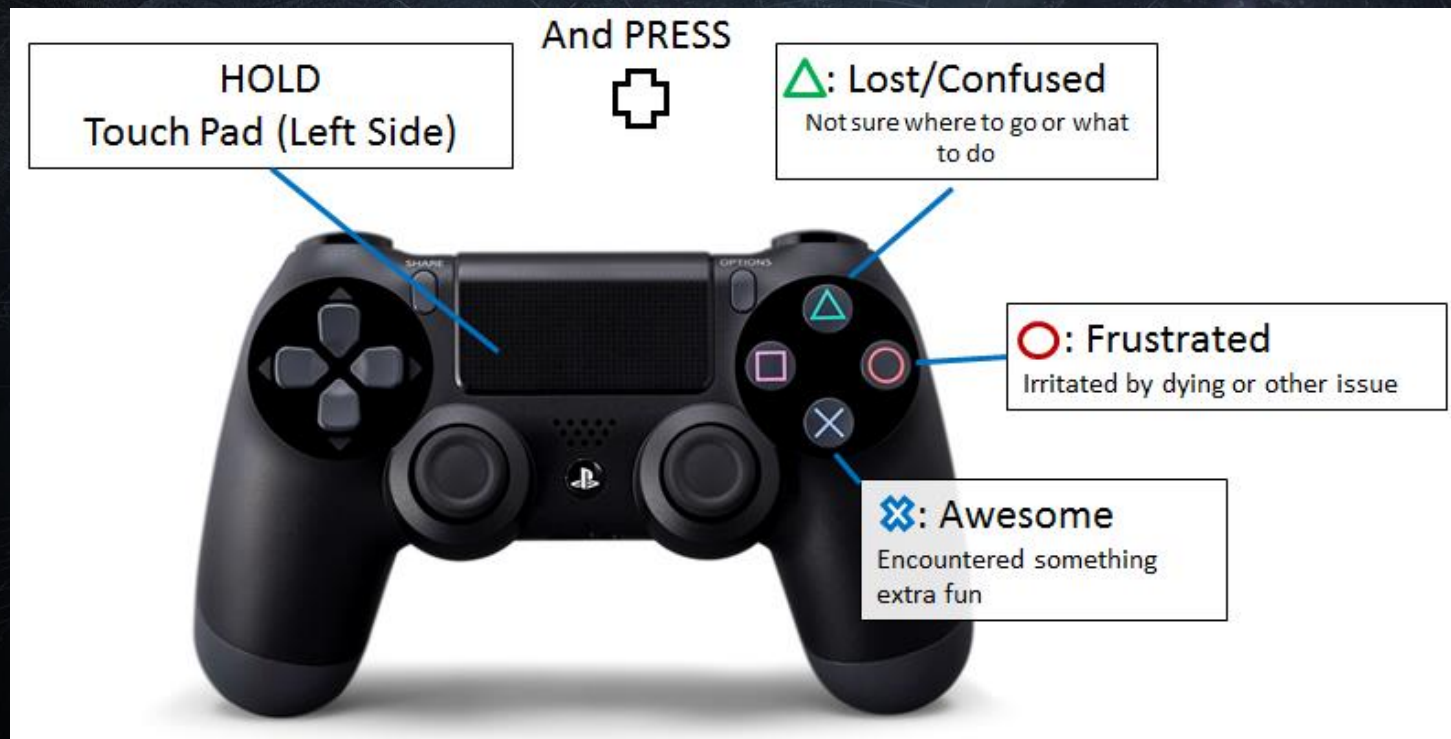 And PRESS
HOLD
Touch Pad (Left Side)
△: Lost/Confused
Not sure where to go or what
to do
SHARE
OPTIONS
○: Frustrated
Irritated by dying or other issue
✖: Awesome
Encountered something
extra fun